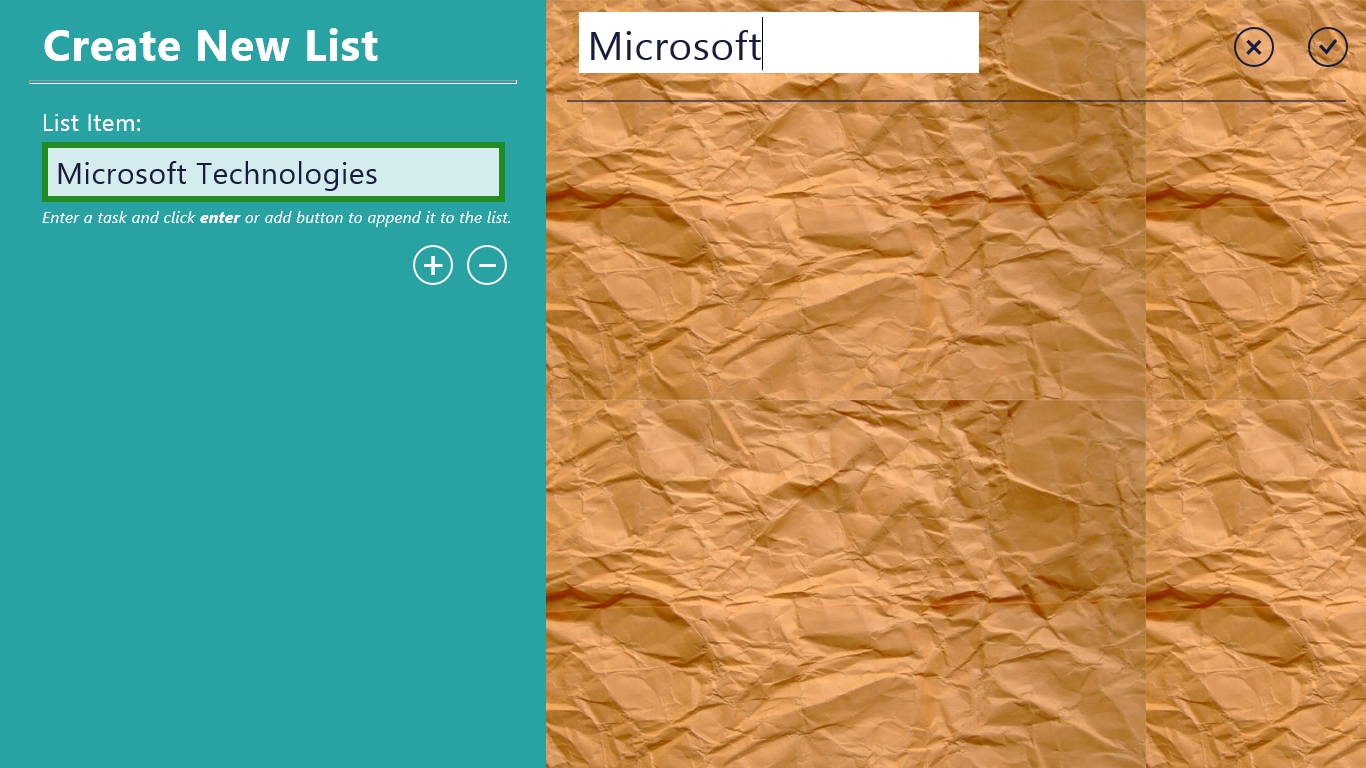 Create New List
Microsoft
List Item:
Microsoft Technologies
Enter a task and click enter or add button to append it to the list.